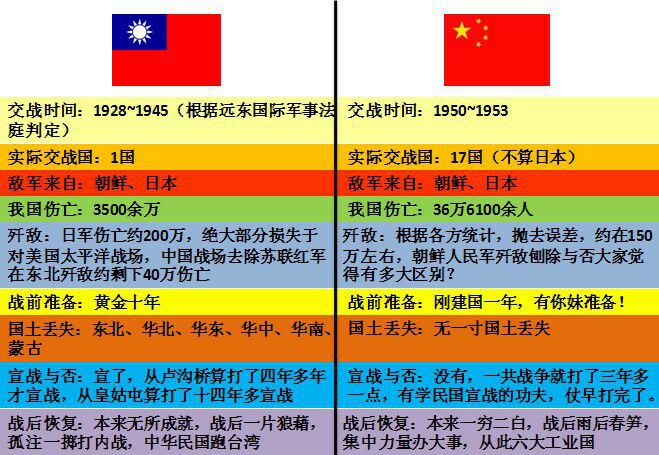 交战时间：1928~1945（根据远东国际军事法
庭判定）
实际交战国：1国
敌军来自：朝鲜、日本
我国伤亡：3500余万
歼敌：日军伤亡约200万，绝大部分损失于
对美国太平洋战场，中国战场去除苏联红军
在东北歼敌约剩下40万伤亡
战前准备：黄金十年
国土丢失：东北、华北、华东、华中、华南、
蒙古
宣战与否：宣了，从卢沟桥算打了四年多年
才宣战，从皇姑屯算打了十四年多宣战
战后恢复：本来无所成就，战后一片狼藉，
孤注一掷打内战，中华民国跑台湾
交战时间：1950~1953
实际交战国：17国（不算日本）
敌军来自：朝鲜、日本
我国伤亡：36万6100余人
歼敌：根据各方统计，抛去误差，约在150
万左右，朝鲜人民军歼敌刨除与否大家觉
得有多大区别？
战前准备：刚建国一年，有你妹准备！
国土丢失：无一寸国土丢失
宣战与否：没有，一共战争就打了三年多
一点，有学民国宣战的功夫，仗早打完了。
战后恢复：本来一穷二白，战后雨后春笋，
集中力量办大事，从此六大工业国